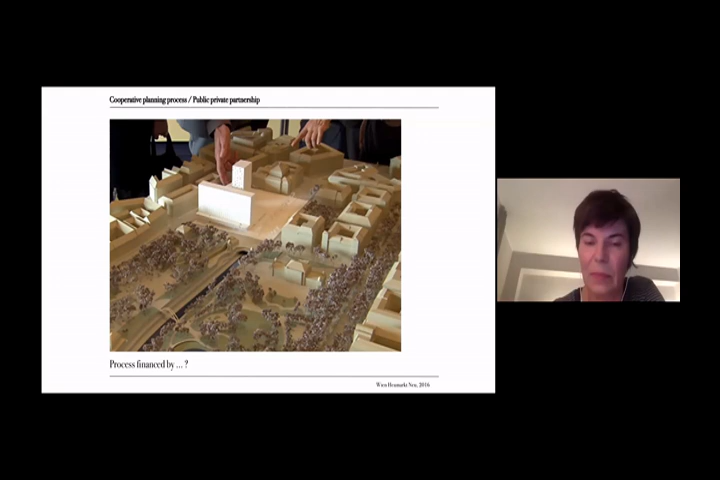 Cooperative planning process / Public private partnership
Process financed by ... ?
Wien Heumarkt Neu, 2016